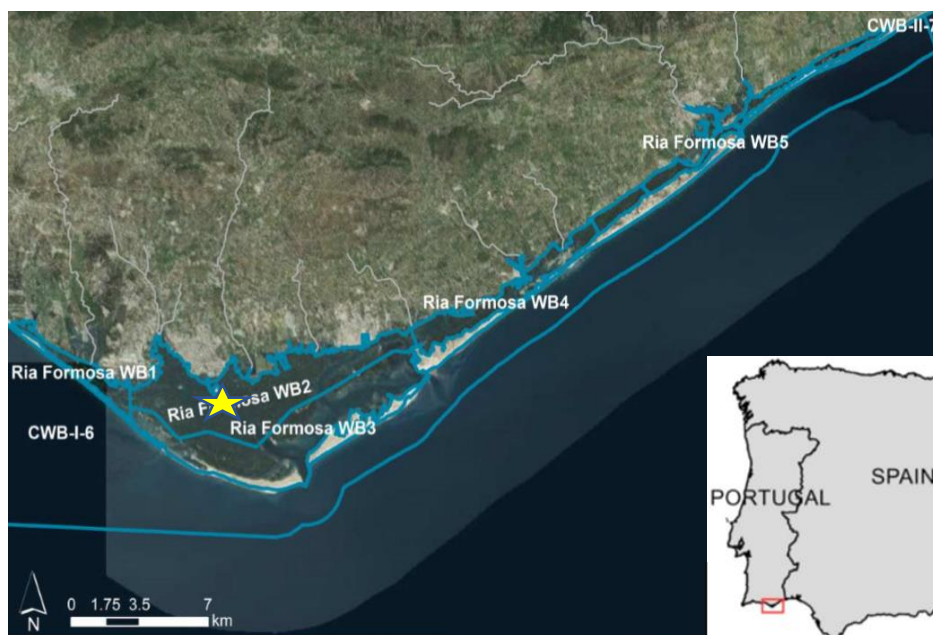 CWB-II-7
Ria Formosa WB5
Ria Formosa WB4
Ria Formosa WB1
Ria Formosa WB2
Ria Formosa WB3
CWB-I-6
SPAIN
PORTUGAL
0 1.75 3.5 7
km
N